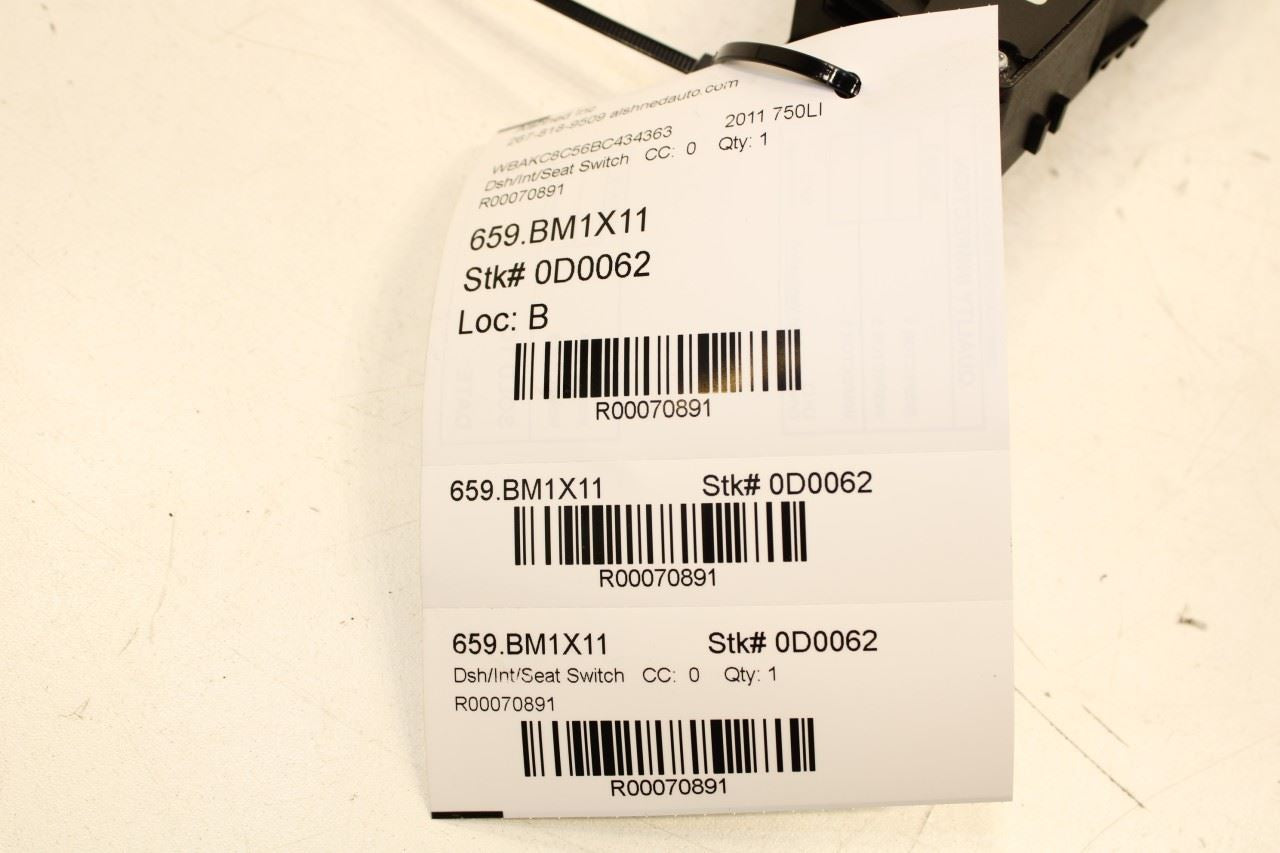 267-818-9509 alshnedauto.com
WBAKC8C56BC434363 2011 750LI
Dsh/Int/Seat Switch CC: 0 Qty: 1
R00070891
659.BM1X11
Stk# 0D0062
Loc: B
R00070891
659.BM1X11 Stk# 0D0062
R00070891
659.BM1X11 Stk# 0D0062
Dsh/Int/Seat Switch CC: 0 Qty: 1
R00070891
R00070891